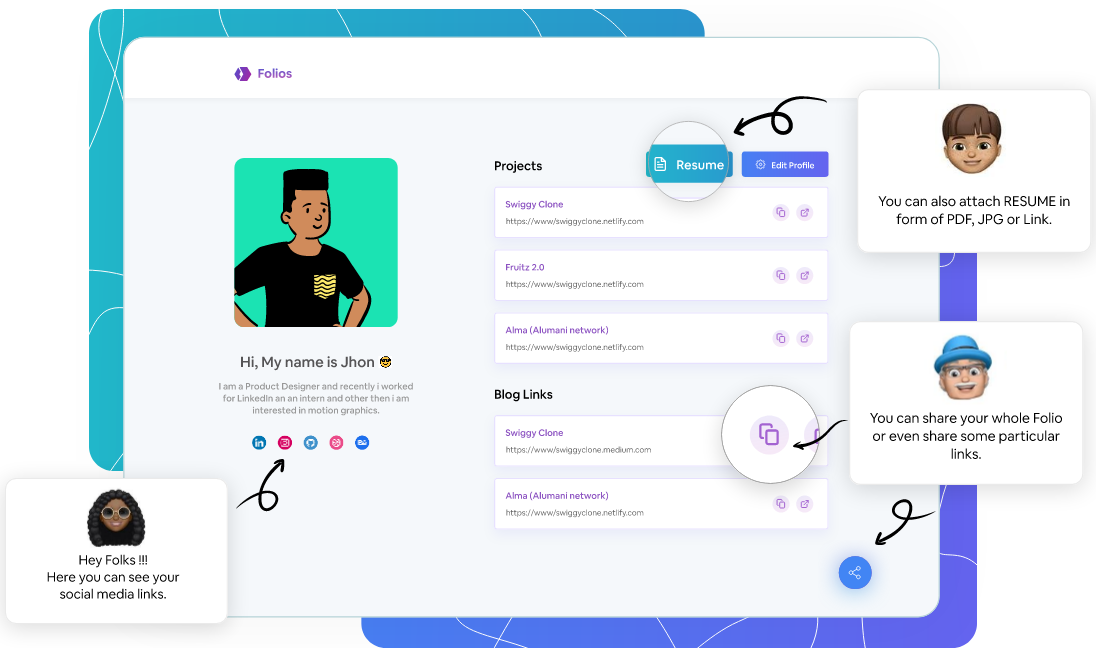 Folios
Projects
Resume
Edit Profile
Swiggy Clone
https://www/swiggyclone.netlify.com
Fruitz 2.0
https://www/swiggyclone.netlify.com
Alma (Alumani network)
https://www/swiggyclone.netlify.com
Blog Links
Swiggy Clone
https://www/swiggyclone.medium.com
Alma (Alumani network)
https://www/swiggyclone.netlify.com
Hi, My name is Jhon
I am a Product Designer and recently i worked
for LinkedIn an an intern and other then i am
interested in motion graphics.
in
Bē
You can also attach RESUME in
form of PDF, JPG or Link.
You can share your whole Folio
or even share some particular
links.
Hey Folks !!!
Here you can see your
social media links.